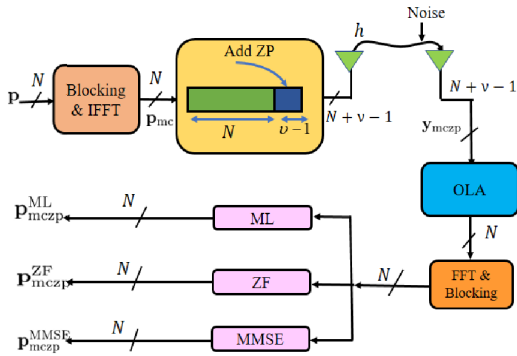 p
N
Blocking
& IFFT
N
p_mc
Add ZP
N
υ − 1
N + ν − 1
h
Noise
N + ν − 1
y_mczp
OLA
N
FFT &
Blocking
N
p_mczp^ML
N
ML
p_mczp^ZF
N
ZF
p_mczp^MMSE
N
MMSE